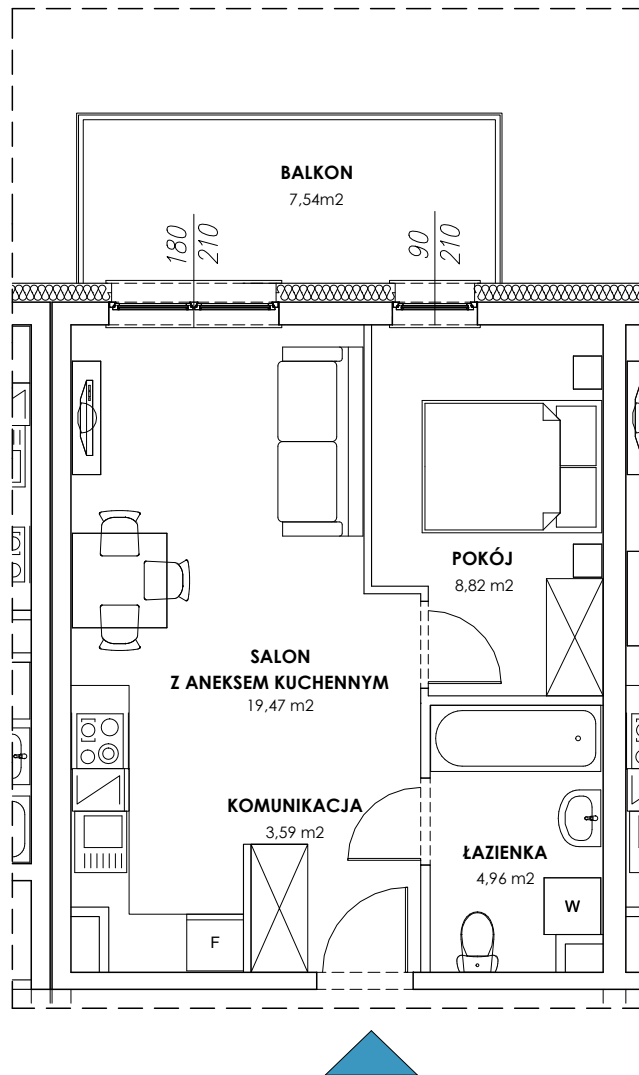 BALKON
7,54m2
180
210
90
210
POKÓJ
8,82 m2
SALON
Z ANEKSEM KUCHENNYM
19,47 m2
KOMUNIKACJA
3,59 m2
ŁAZIENKA
4,96 m2
W
F